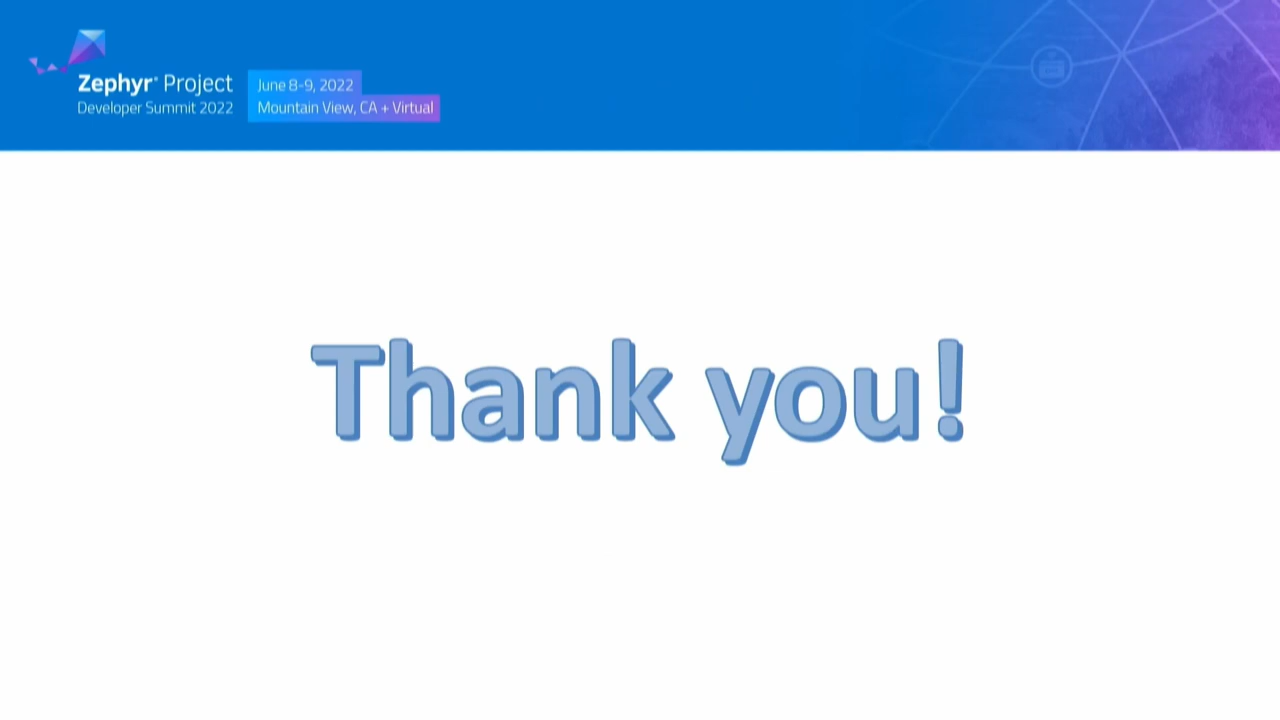 Zephyr® Project
Developer Summit 2022
June 8-9, 2022
Mountain View, CA + Virtual
Thank you!